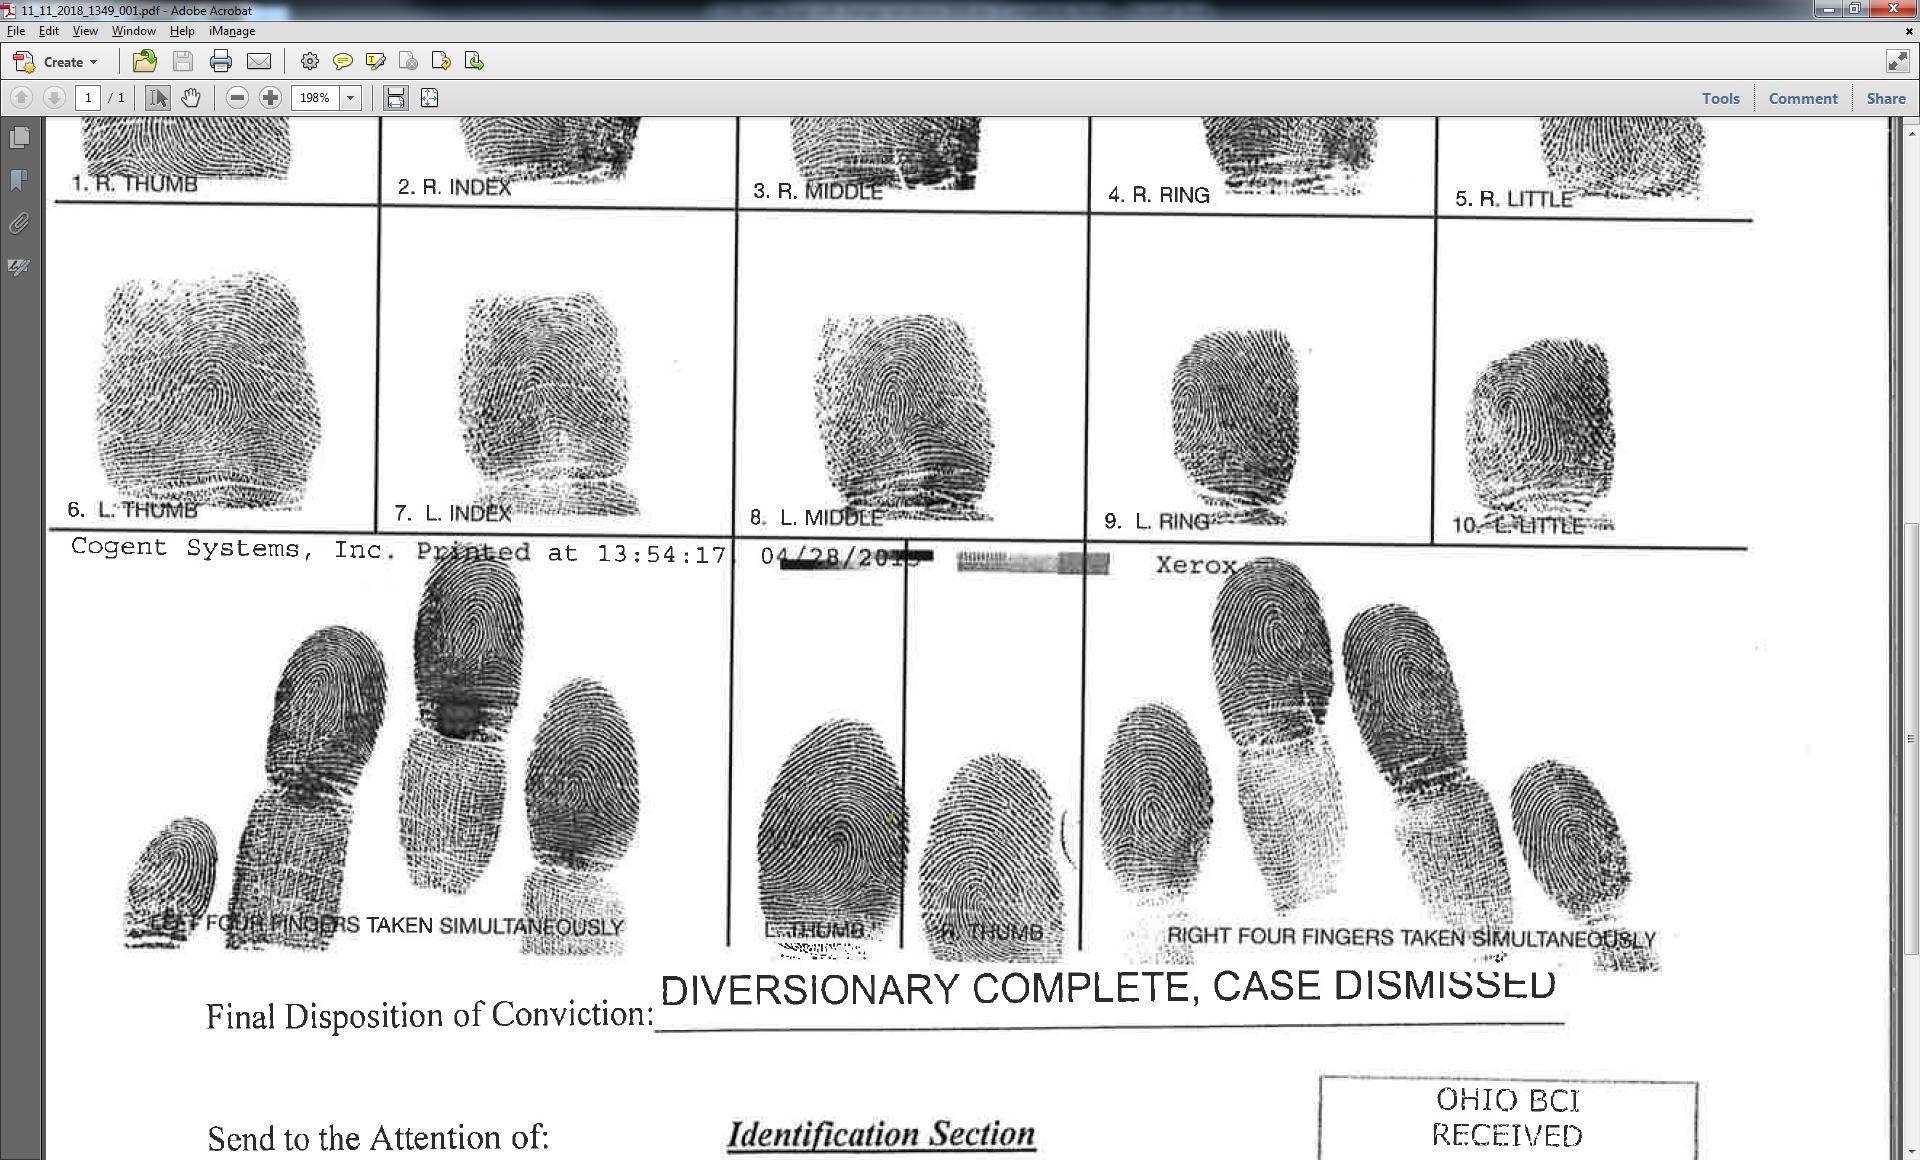 11_11_2018_1349_001.pdf - Adobe Acrobat
File Edit View Window Help iManage
Create
1 / 1 198% Tools Comment Share
1. R. THUMB 2. R. INDEX 3. R. MIDDLE 4. R. RING 5. R. LITTLE
6. L. THUMB 7. L. INDEX 8. L. MIDDLE 9. L. RING 10. L. LITTLE
Cogent Systems, Inc. Printed at 13:54:17, Xerox
LEFT FOUR FINGERS TAKEN SIMULTANEOUSLY L. THUMB R. THUMB RIGHT FOUR FINGERS TAKEN SIMULTANEOUSLY
Final Disposition of Conviction: DIVERSIONARY COMPLETE, CASE DISMISSED
Send to the Attention of: Identification Section
OHIO BCI
RECEIVED